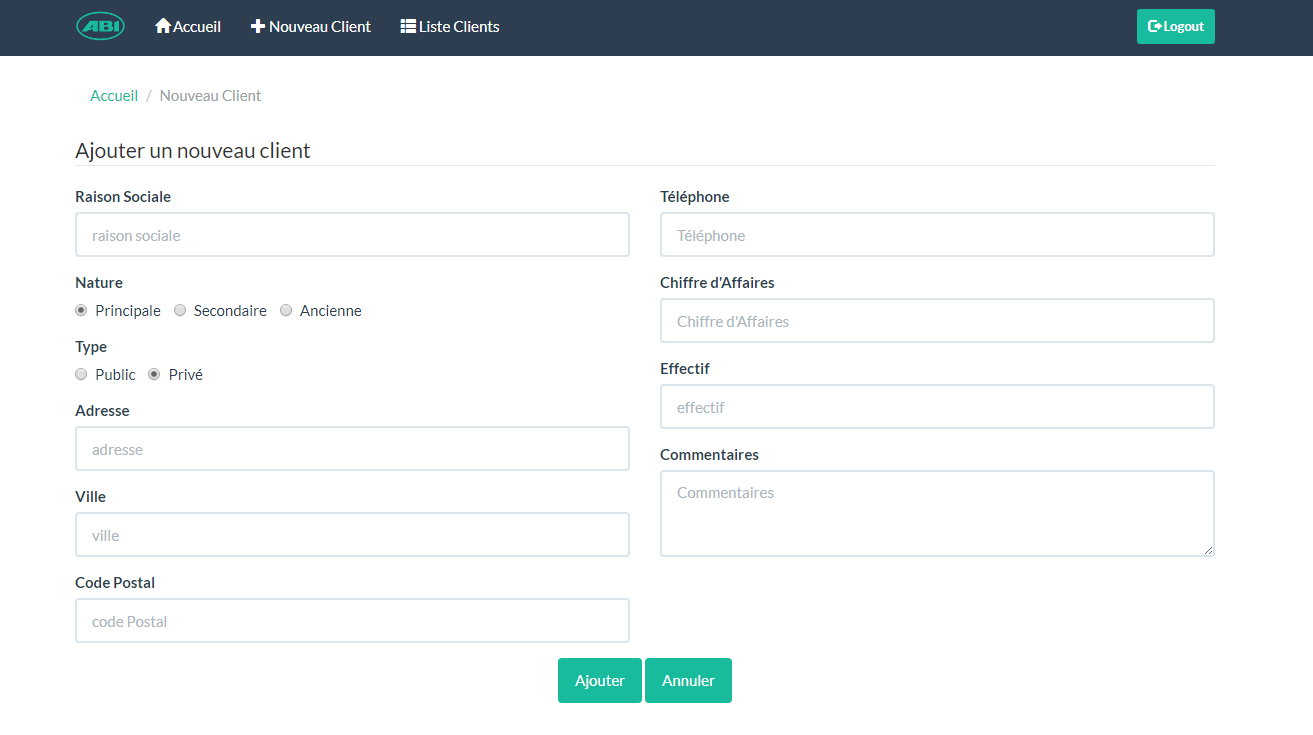 ABI Accueil Nouveau Client Liste Clients Logout
Accueil / Nouveau Client
Ajouter un nouveau client
Raison Sociale
raison sociale
Nature
Principale Secondaire Ancienne
Type
Public Privé
Adresse
adresse
Ville
ville
Code Postal
code Postal
Téléphone
Téléphone
Chiffre d'Affaires
Chiffre d'Affaires
Effectif
effectif
Commentaires
Commentaires
Ajouter Annuler